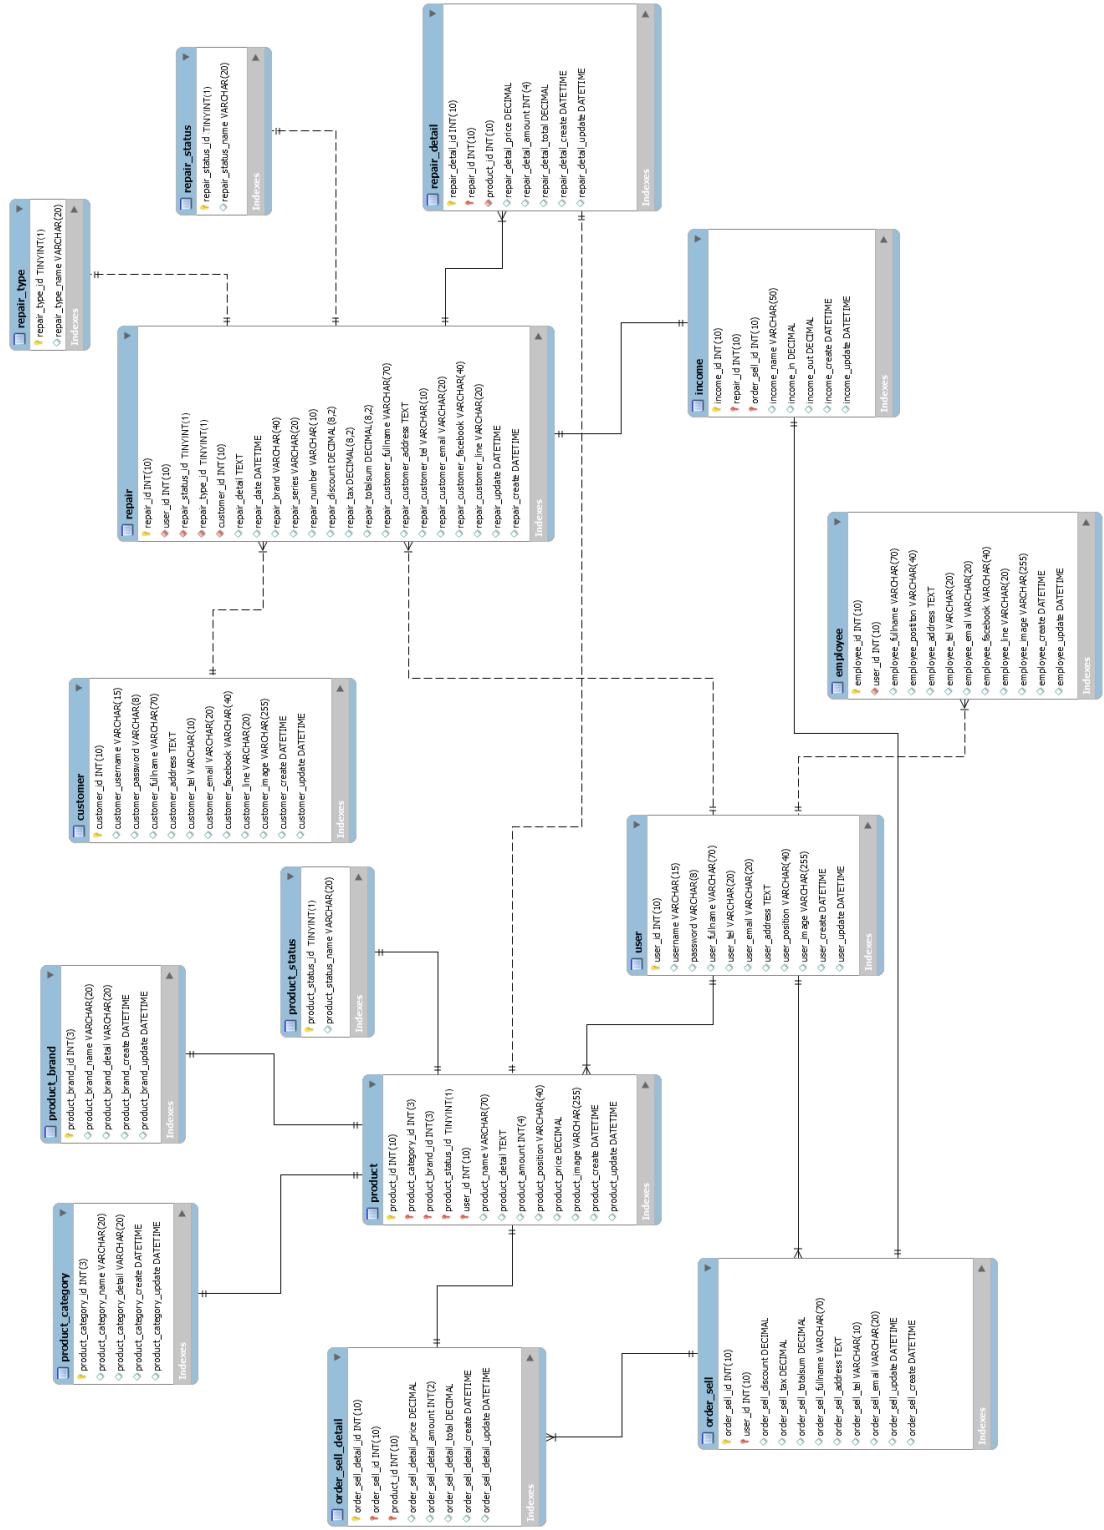 product_category
product_category_id INT(3)
product_category_name VARCHAR(20)
product_category_detail VARCHAR(20)
product_category_create DATETIME
product_category_update DATETIME
Indexes
product_brand
product_brand_id INT(3)
product_brand_name VARCHAR(20)
product_brand_detail VARCHAR(20)
product_brand_create DATETIME
product_brand_update DATETIME
Indexes
customer
customer_id INT(10)
customer_username VARCHAR(15)
customer_password VARCHAR(8)
customer_fullname VARCHAR(70)
customer_address TEXT
customer_tel VARCHAR(10)
customer_email VARCHAR(20)
customer_facebook VARCHAR(40)
customer_line VARCHAR(20)
customer_image VARCHAR(255)
customer_create DATETIME
customer_update DATETIME
Indexes
repair_type
repair_type_id TINYINT(1)
repair_type_name VARCHAR(20)
Indexes
repair_status
repair_status_id TINYINT(1)
repair_status_name VARCHAR(20)
Indexes
product_status
product_status_id TINYINT(1)
product_status_name VARCHAR(20)
Indexes
repair
repair_id INT(10)
user_id INT(10)
repair_status_id TINYINT(1)
repair_type_id TINYINT(1)
customer_id INT(10)
repair_detail TEXT
repair_date DATETIME
repair_brand VARCHAR(40)
repair_series VARCHAR(20)
repair_number VARCHAR(10)
repair_discount DECIMAL(8,2)
repair_tax DECIMAL(8,2)
repair_totalsum DECIMAL(8,2)
repair_customer_fullname VARCHAR(70)
repair_customer_address TEXT
repair_customer_tel VARCHAR(10)
repair_customer_email VARCHAR(20)
repair_customer_facebook VARCHAR(40)
repair_customer_line VARCHAR(20)
repair_update DATETIME
repair_create DATETIME
Indexes
order_sell_detail
order_sell_detail_id INT(10)
order_sell_id INT(10)
product_id INT(10)
order_sell_detail_price DECIMAL
order_sell_detail_amount INT(2)
order_sell_detail_total DECIMAL
order_sell_detail_create DATETIME
order_sell_detail_update DATETIME
Indexes
product
product_id INT(10)
product_category_id INT(3)
product_brand_id INT(3)
product_status_id TINYINT(1)
user_id INT(10)
product_name VARCHAR(70)
product_detail TEXT
product_amount INT(4)
product_position VARCHAR(40)
product_price DECIMAL
product_image VARCHAR(255)
product_create DATETIME
product_update DATETIME
Indexes
repair_detail
repair_detail_id INT(10)
repair_id INT(10)
product_id INT(10)
repair_detail_price DECIMAL
repair_detail_amount INT(4)
repair_detail_total DECIMAL
repair_detail_create DATETIME
repair_detail_update DATETIME
Indexes
user
user_id INT(10)
username VARCHAR(15)
password VARCHAR(8)
user_fullname VARCHAR(70)
user_tel VARCHAR(20)
user_email VARCHAR(20)
user_address TEXT
user_position VARCHAR(40)
user_image VARCHAR(255)
user_create DATETIME
user_update DATETIME
Indexes
income
income_id INT(10)
repair_id INT(10)
order_sell_id INT(10)
income_name VARCHAR(50)
income_in DECIMAL
income_out DECIMAL
income_create DATETIME
income_update DATETIME
Indexes
order_sell
order_sell_id INT(10)
user_id INT(10)
order_sell_discount DECIMAL
order_sell_tax DECIMAL
order_sell_totalsum DECIMAL
order_sell_fullname VARCHAR(70)
order_sell_address TEXT
order_sell_tel VARCHAR(10)
order_sell_email VARCHAR(20)
order_sell_update DATETIME
order_sell_create DATETIME
Indexes
employee
employee_id INT(10)
user_id INT(10)
employee_fullname VARCHAR(70)
employee_postiton VARCHAR(40)
employee_address TEXT
employee_tel VARCHAR(20)
employee_email VARCHAR(20)
employee_facebook VARCHAR(40)
employee_line VARCHAR(20)
employee_image VARCHAR(255)
employee_create DATETIME
employee_update DATETIME
Indexes